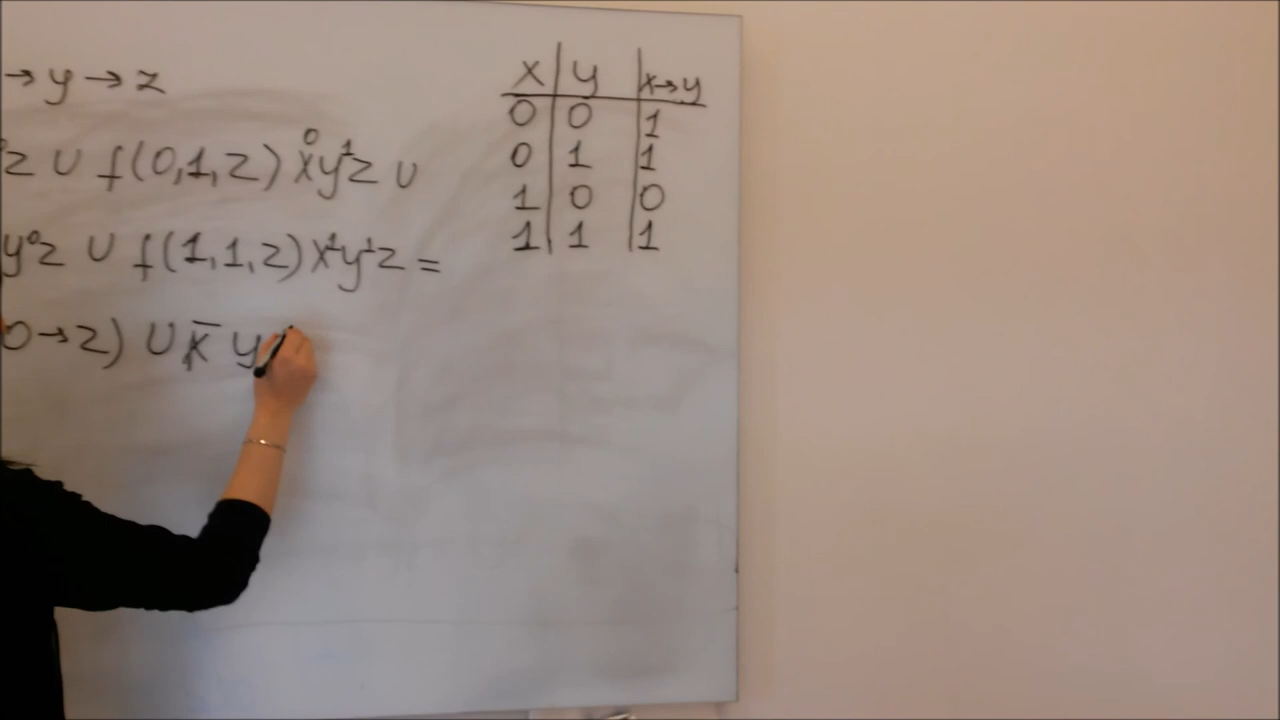 → y → z
⁰z ∪ f(0,1,z) x⁰y¹z ∪
y⁰z ∪ f(1,1,z) x¹y¹z =
0→z) ∪ x̄ y
x y x→y
0 0 1
0 1 1
1 0 0
1 1 1